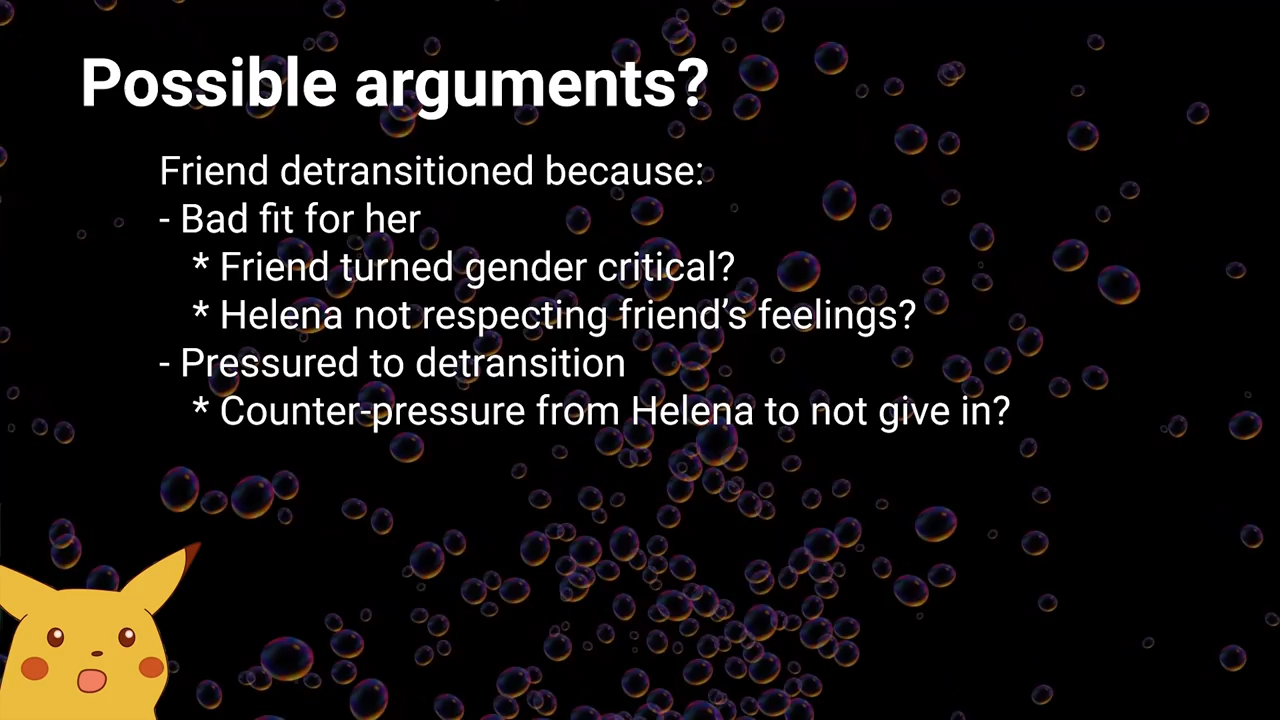 Possible arguments?
Friend detransitioned because:
- Bad fit for her
* Friend turned gender critical?
* Helena not respecting friend’s feelings?
- Pressured to detransition
* Counter-pressure from Helena to not give in?